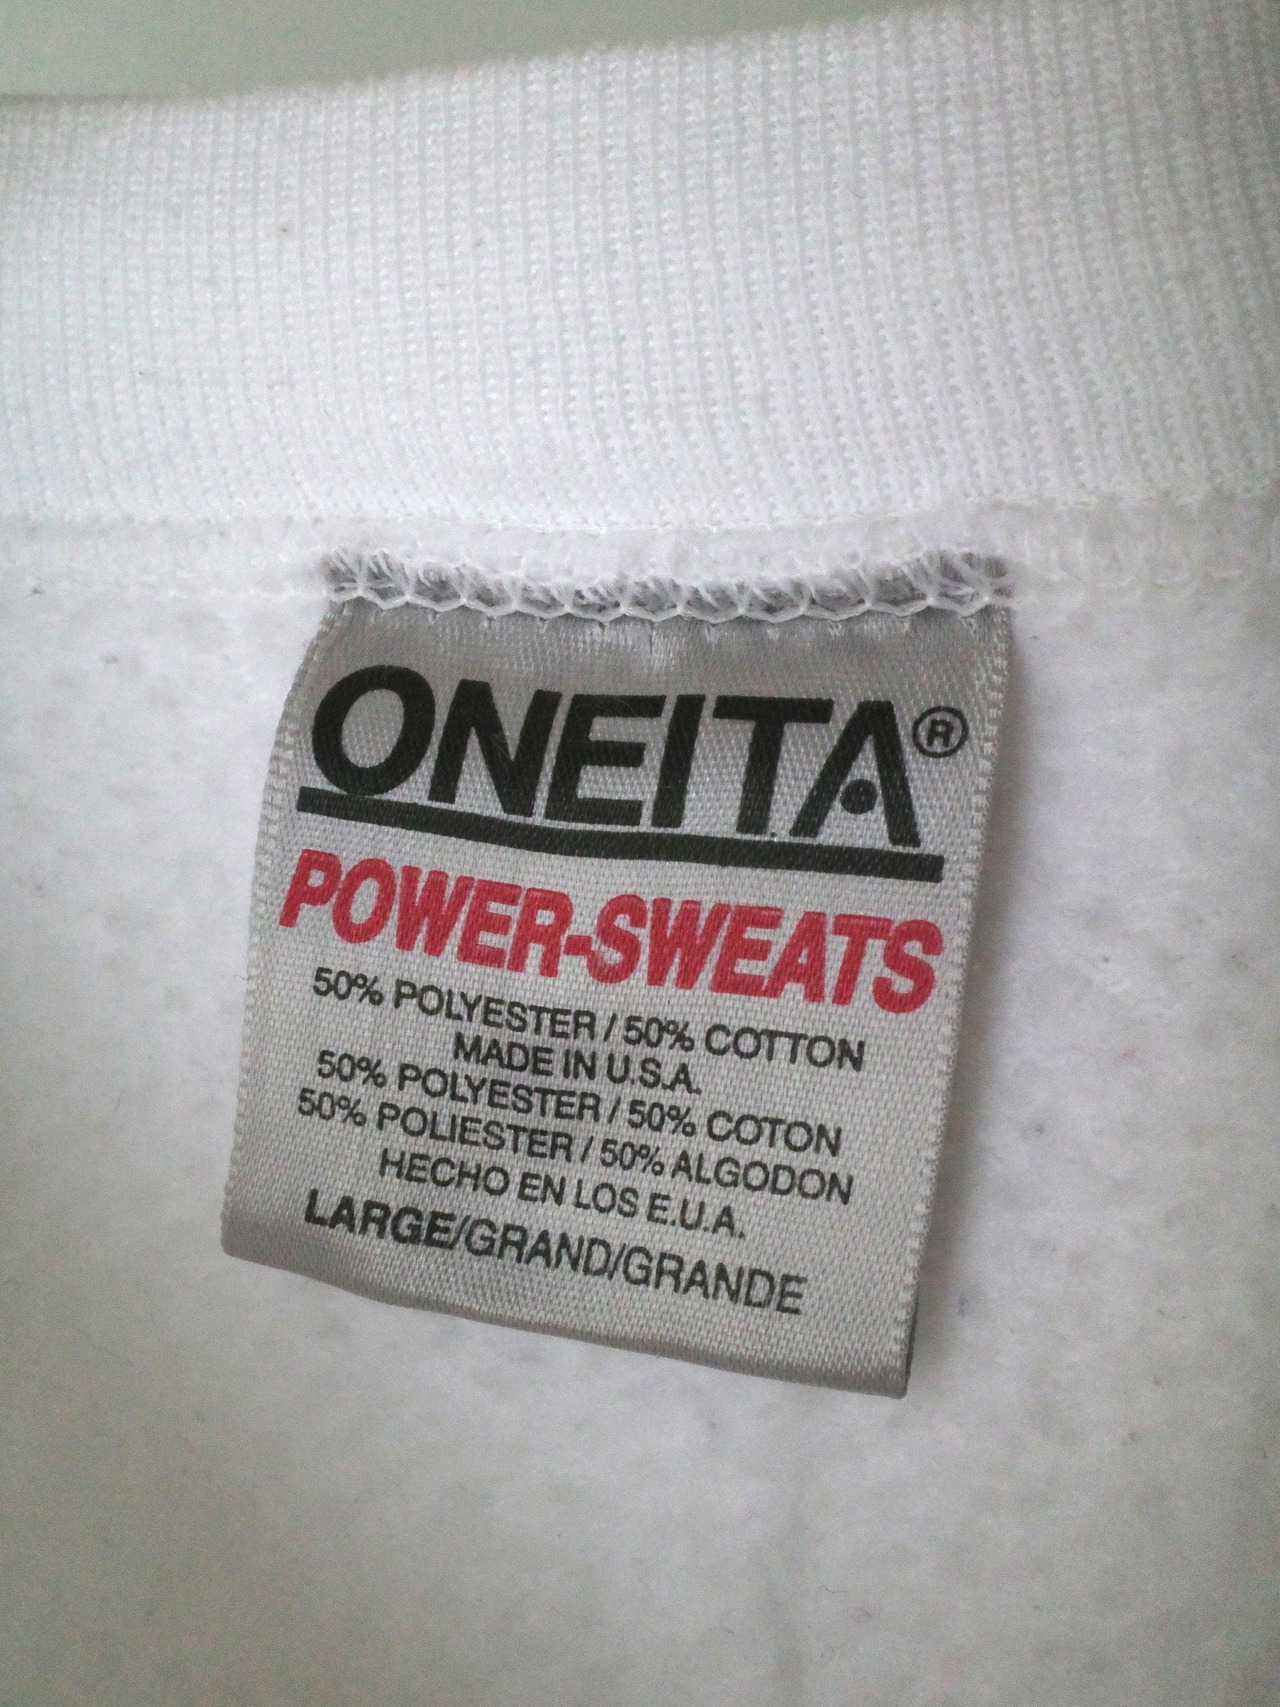 ONEITA®
POWER-SWEATS
50% POLYESTER / 50% COTTON
MADE IN U.S.A.
50% POLYESTER / 50% COTON
50% POLIESTER / 50% ALGODON
HECHO EN LOS E.U.A.
LARGE/GRAND/GRANDE